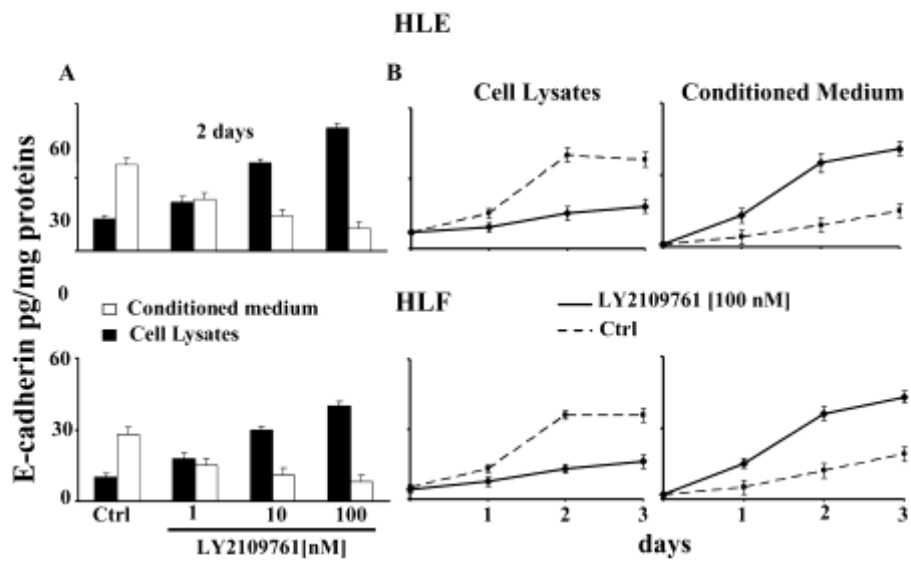 HLE
A
B
Cell Lysates
Conditioned Medium
2 days
60
30
0
E-cadherin pg/mg proteins
Conditioned medium
Cell Lysates
HLF
LY2109761 [100 nM]
Ctrl
60
30
0
Ctrl
1
10
100
LY2109761[nM]
1
2
3
1
2
3
days